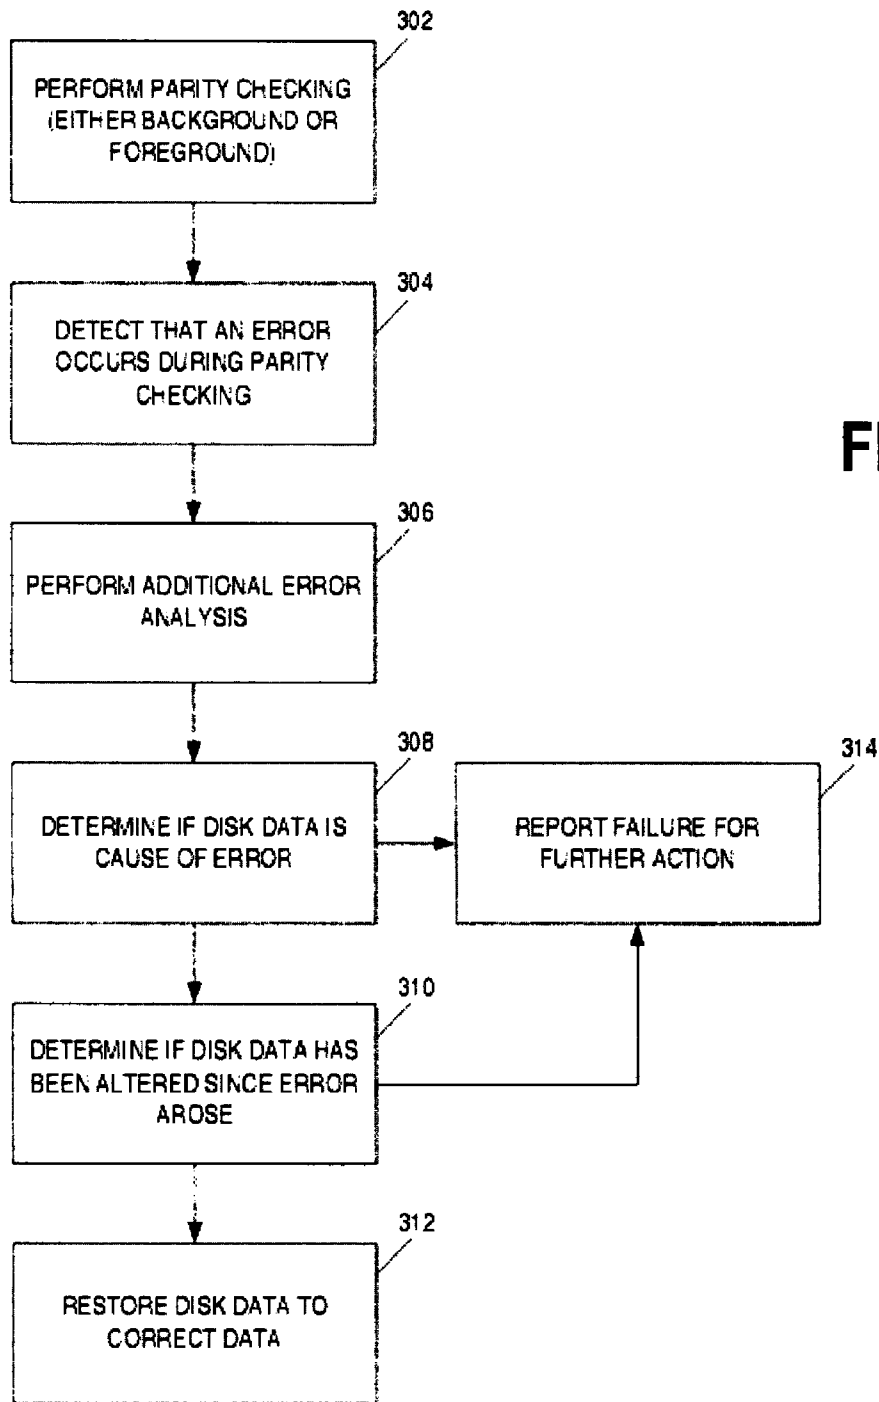 302
PERFORM PARITY CHECKING
(EITHER BACKGROUND OR
FOREGROUND)
304
DETECT THAT AN ERROR
OCCURS DURING PARITY
CHECKING
306
PERFORM ADDITIONAL ERROR
ANALYSIS
308
DETERMINE IF DISK DATA IS
CAUSE OF ERROR
314
REPORT FAILURE FOR
FURTHER ACTION
310
DETERMINE IF DISK DATA HAS
BEEN ALTERED SINCE ERROR
AROSE
312
RESTORE DISK DATA TO
CORRECT DATA